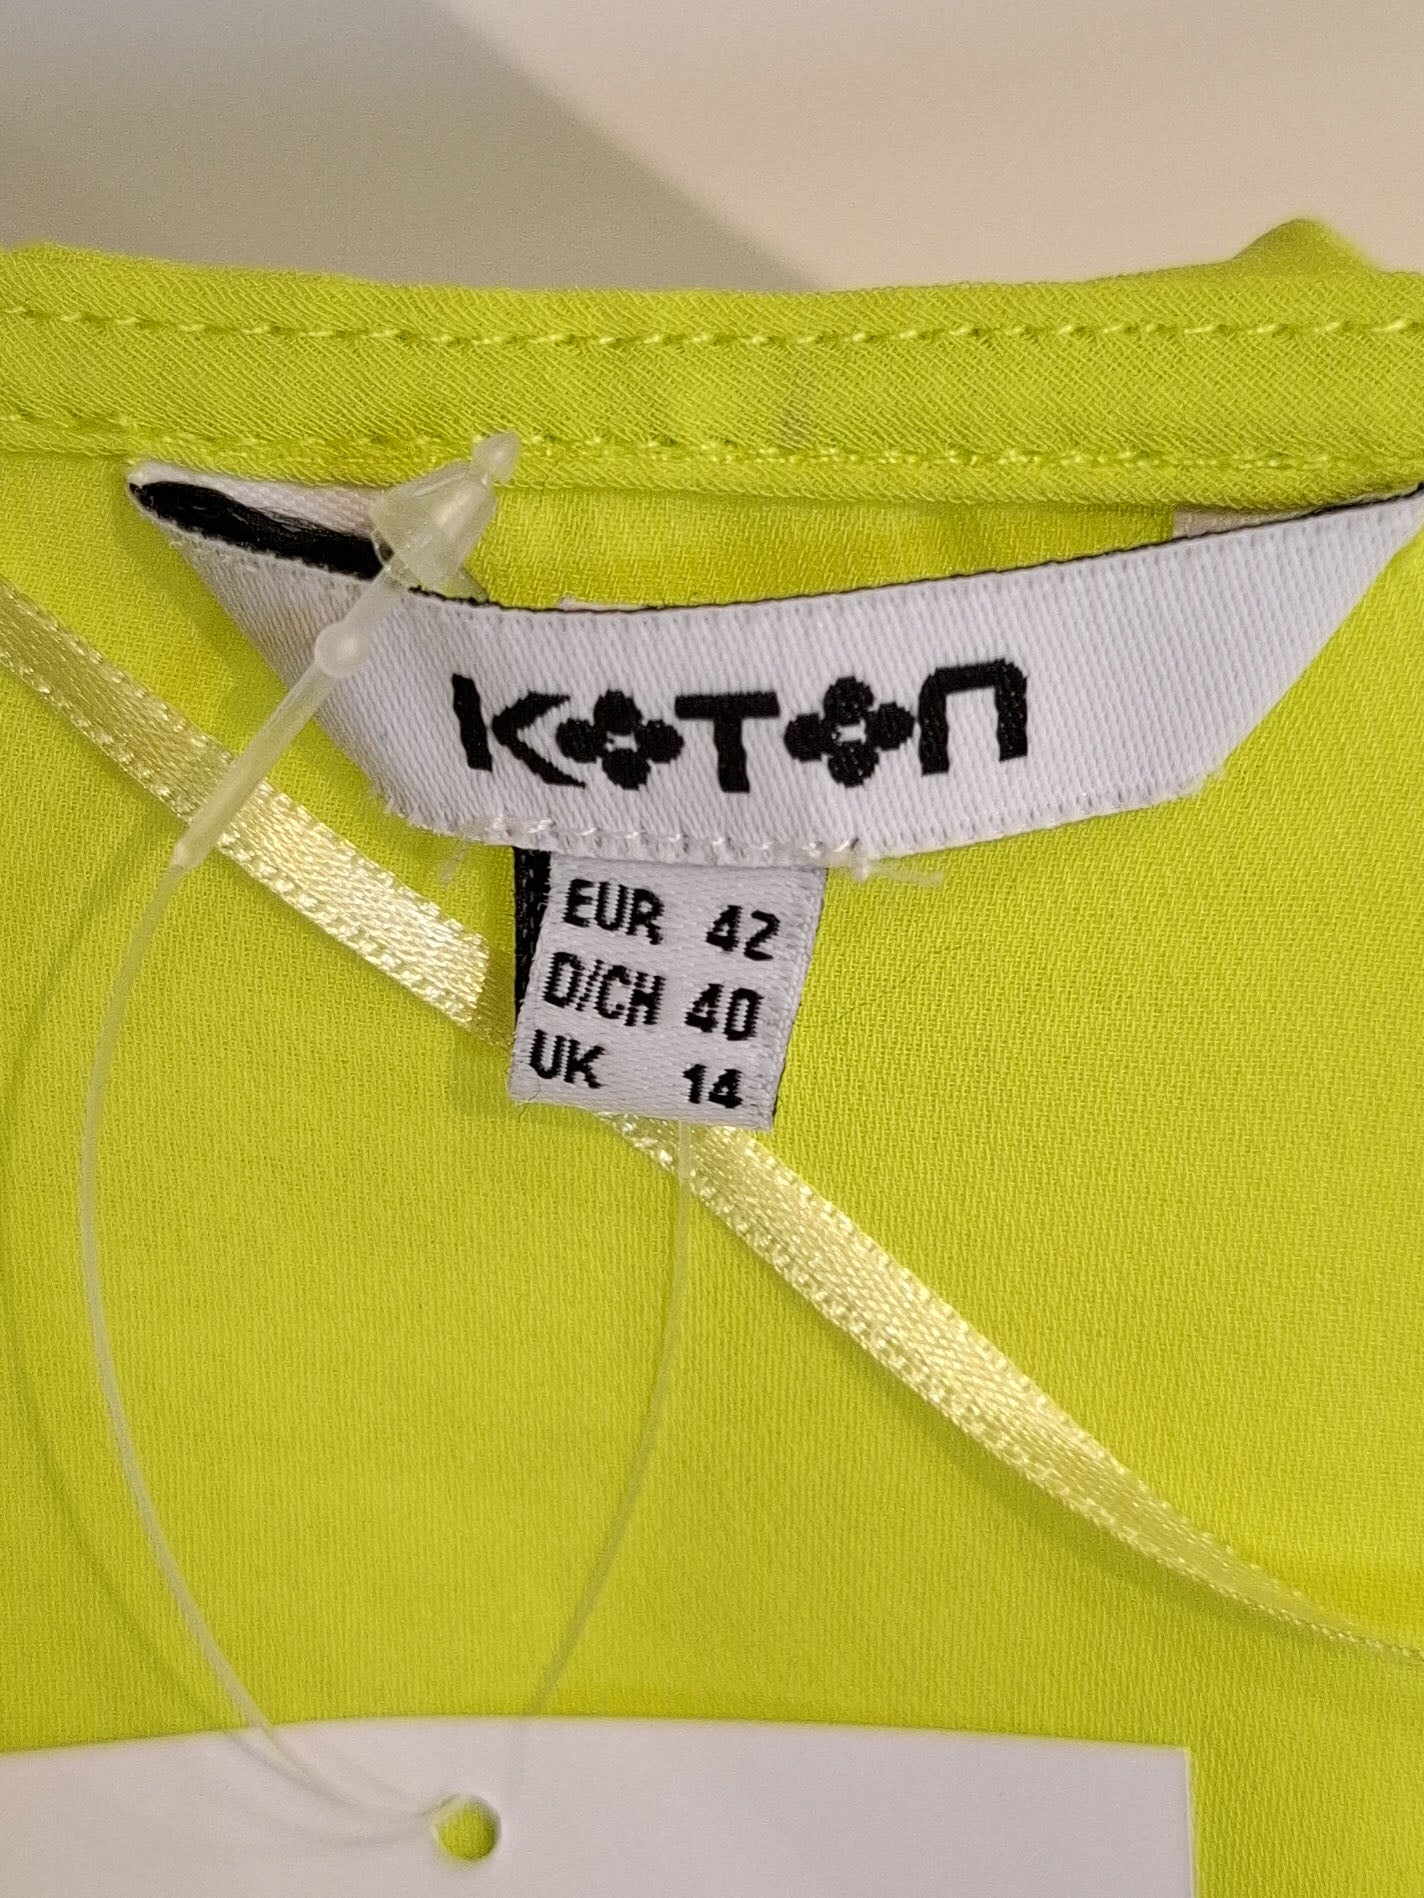 KOTON
EUR 42
D/CH 40
UK 14